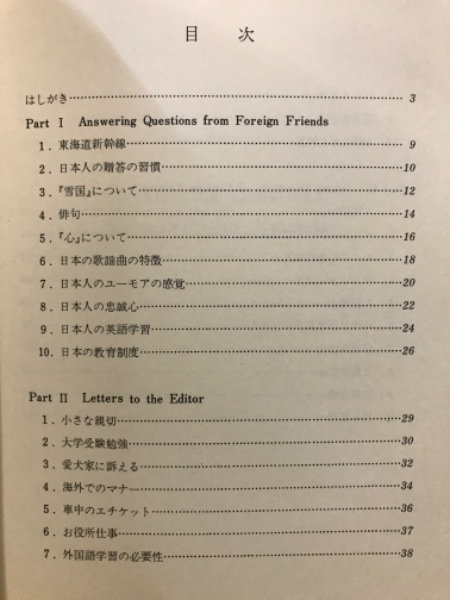 目 次
はしがき……3
Part I Answering Questions from Foreign Friends
1. 東海道新幹線……9
2. 日本人の贈答の習慣……10
3. 『雪国』について……12
4. 俳句……14
5. 『心』について……16
6. 日本の歌謡曲の特徴……18
7. 日本人のユーモアの感覚……20
8. 日本人の忠誠心……22
9. 日本人の英語学習……24
10. 日本の教育制度……26
Part II Letters to the Editor
1. 小さな親切……29
2. 大学受験勉強……30
3. 愛犬家に訴える……32
4. 海外でのマナー……34
5. 車中のエチケット……36
6. お役所仕事……37
7. 外国語学習の必要性……38